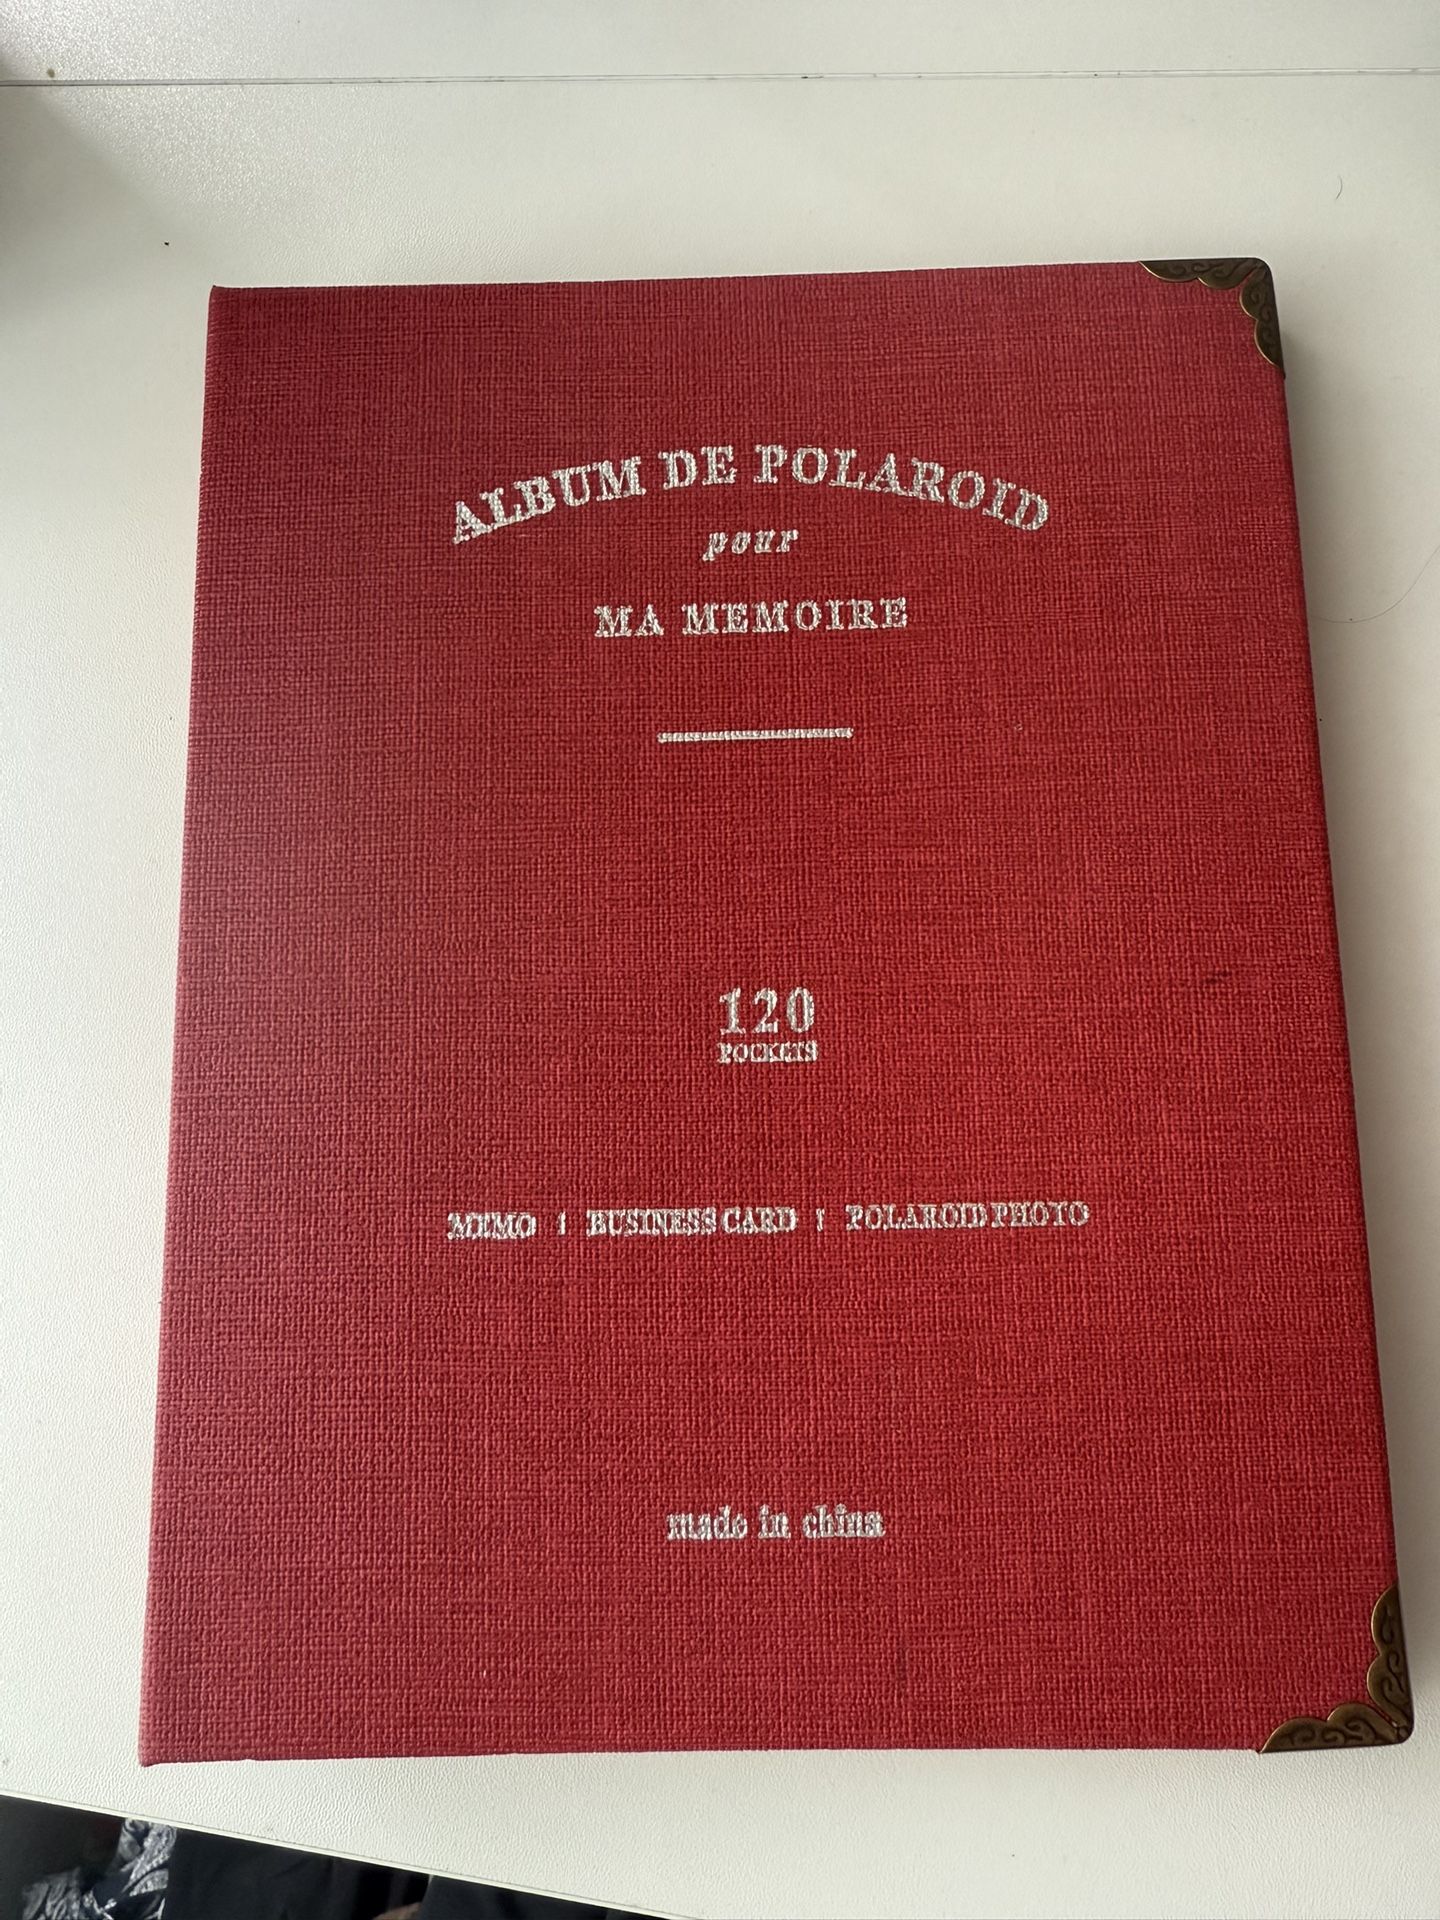 ALBUM DE POLAROID
pour
MA MEMOIRE
120
POCKETS
MEMO | BUSINESS CARD | POLAROID PHOTO
made in china